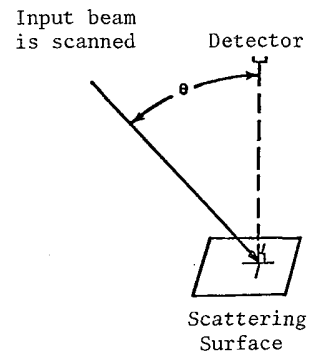 Input beam
is scanned
Detector
θ
Scattering
Surface